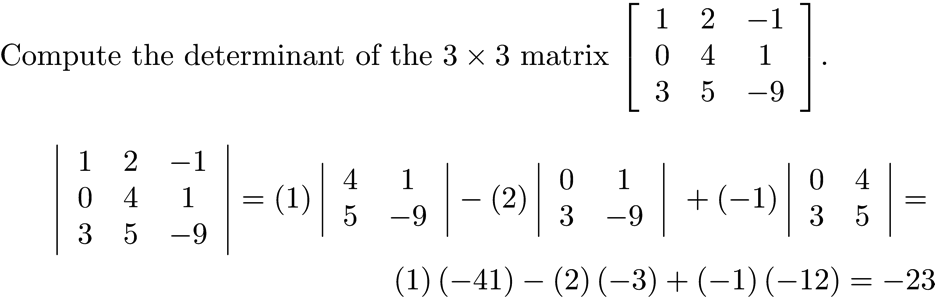 Compute the determinant of the 3 × 3 matrix [ 1 2 −1 ; 0 4 1 ; 3 5 −9 ].
| 1 2 −1 ; 0 4 1 ; 3 5 −9 | = (1) | 4 1 ; 5 −9 | − (2) | 0 1 ; 3 −9 | + (−1) | 0 4 ; 3 5 | =
(1) (−41) − (2) (−3) + (−1) (−12) = −23